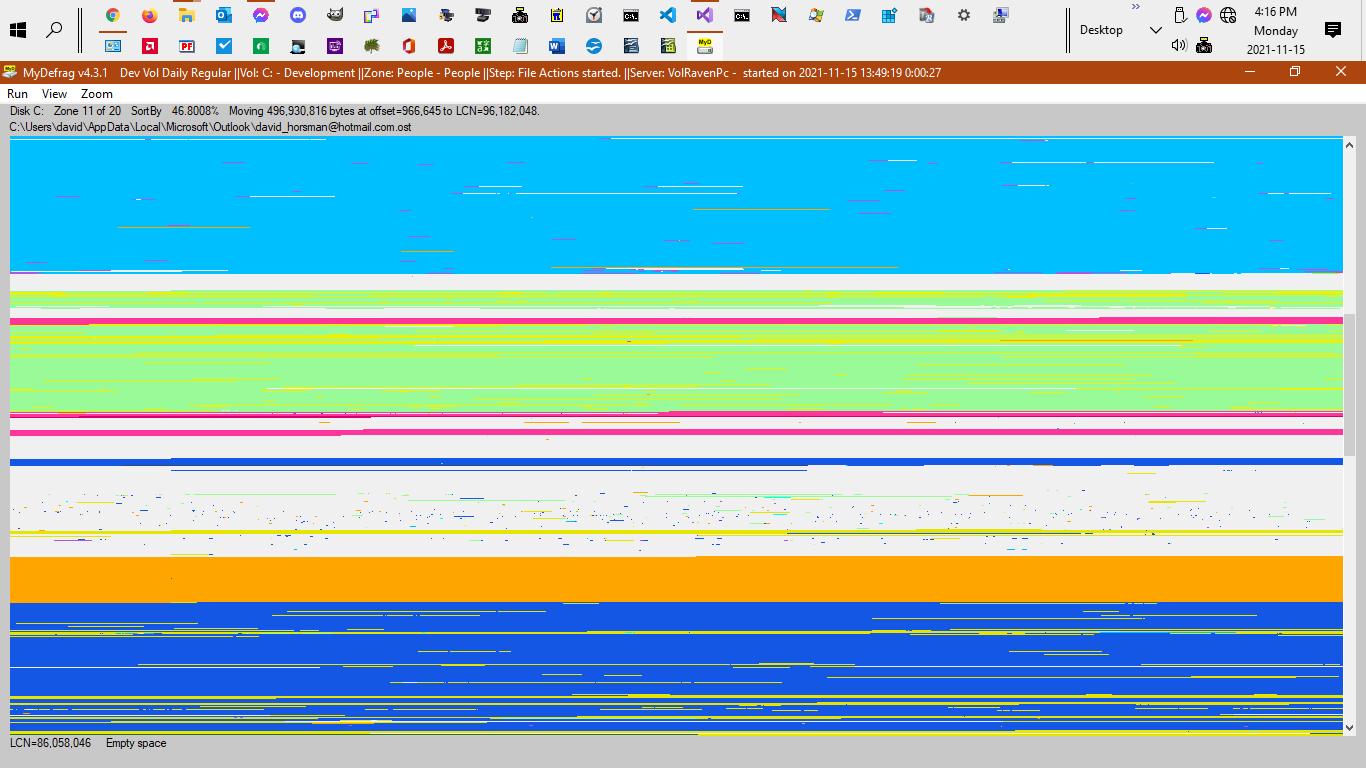 Desktop
4:16 PM
Monday
2021-11-15
MyDefrag v4.3.1 Dev Vol Daily Regular ||Vol: C: - Development ||Zone: People - People ||Step: File Actions started. ||Server: VolRavenPc - started on 2021-11-15 13:49:19 0:00:27
Run View Zoom
Disk C: Zone 11 of 20 SortBy 46.8008% Moving 496,930,816 bytes at offset=966,645 to LCN=96,182,048.
C:\Users\david\AppData\Local\Microsoft\Outlook\david_horsman@hotmail.com.ost
LCN=86,058,046 Empty space